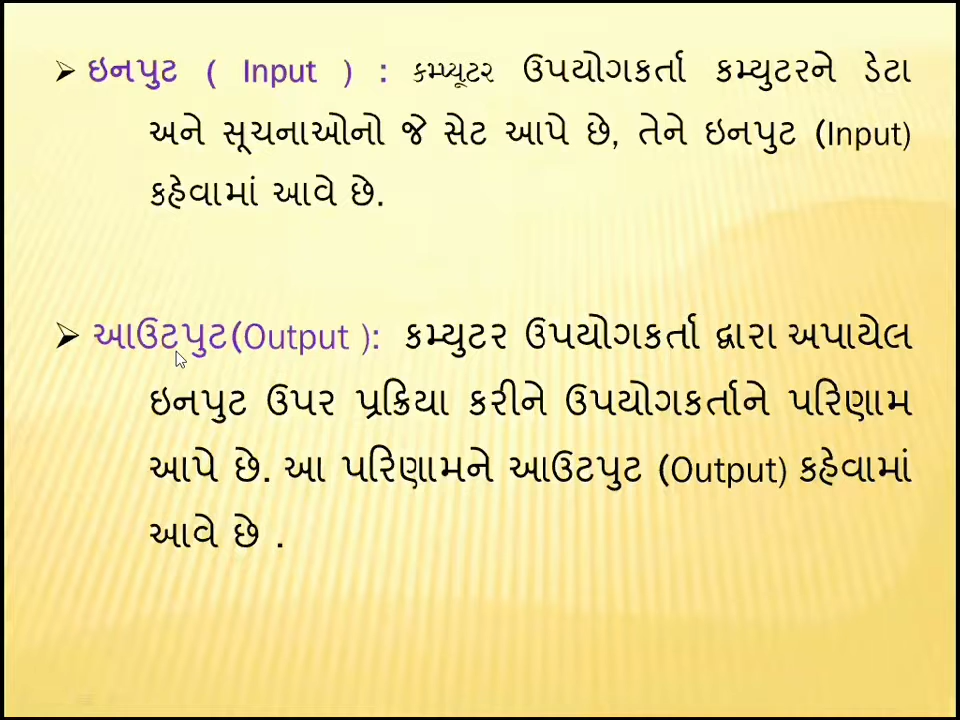 ➢ ઇનપુટ ( Input ) : કમ્પ્યૂટર ઉપયોગકર્તા કમ્યુટરને ડેટા
અને સૂચનાઓનો જે સેટ આપે છે, તેને ઇનપુટ (Input)
કહેવામાં આવે છે.
➢ આઉટપુટ(Output ): કમ્યુટર ઉપયોગકર્તા દ્વારા અપાયેલ
ઇનપુટ ઉપર પ્રક્રિયા કરીને ઉપયોગકર્તાને પરિણામ
આપે છે. આ પરિણામને આઉટપુટ (Output) કહેવામાં
આવે છે .